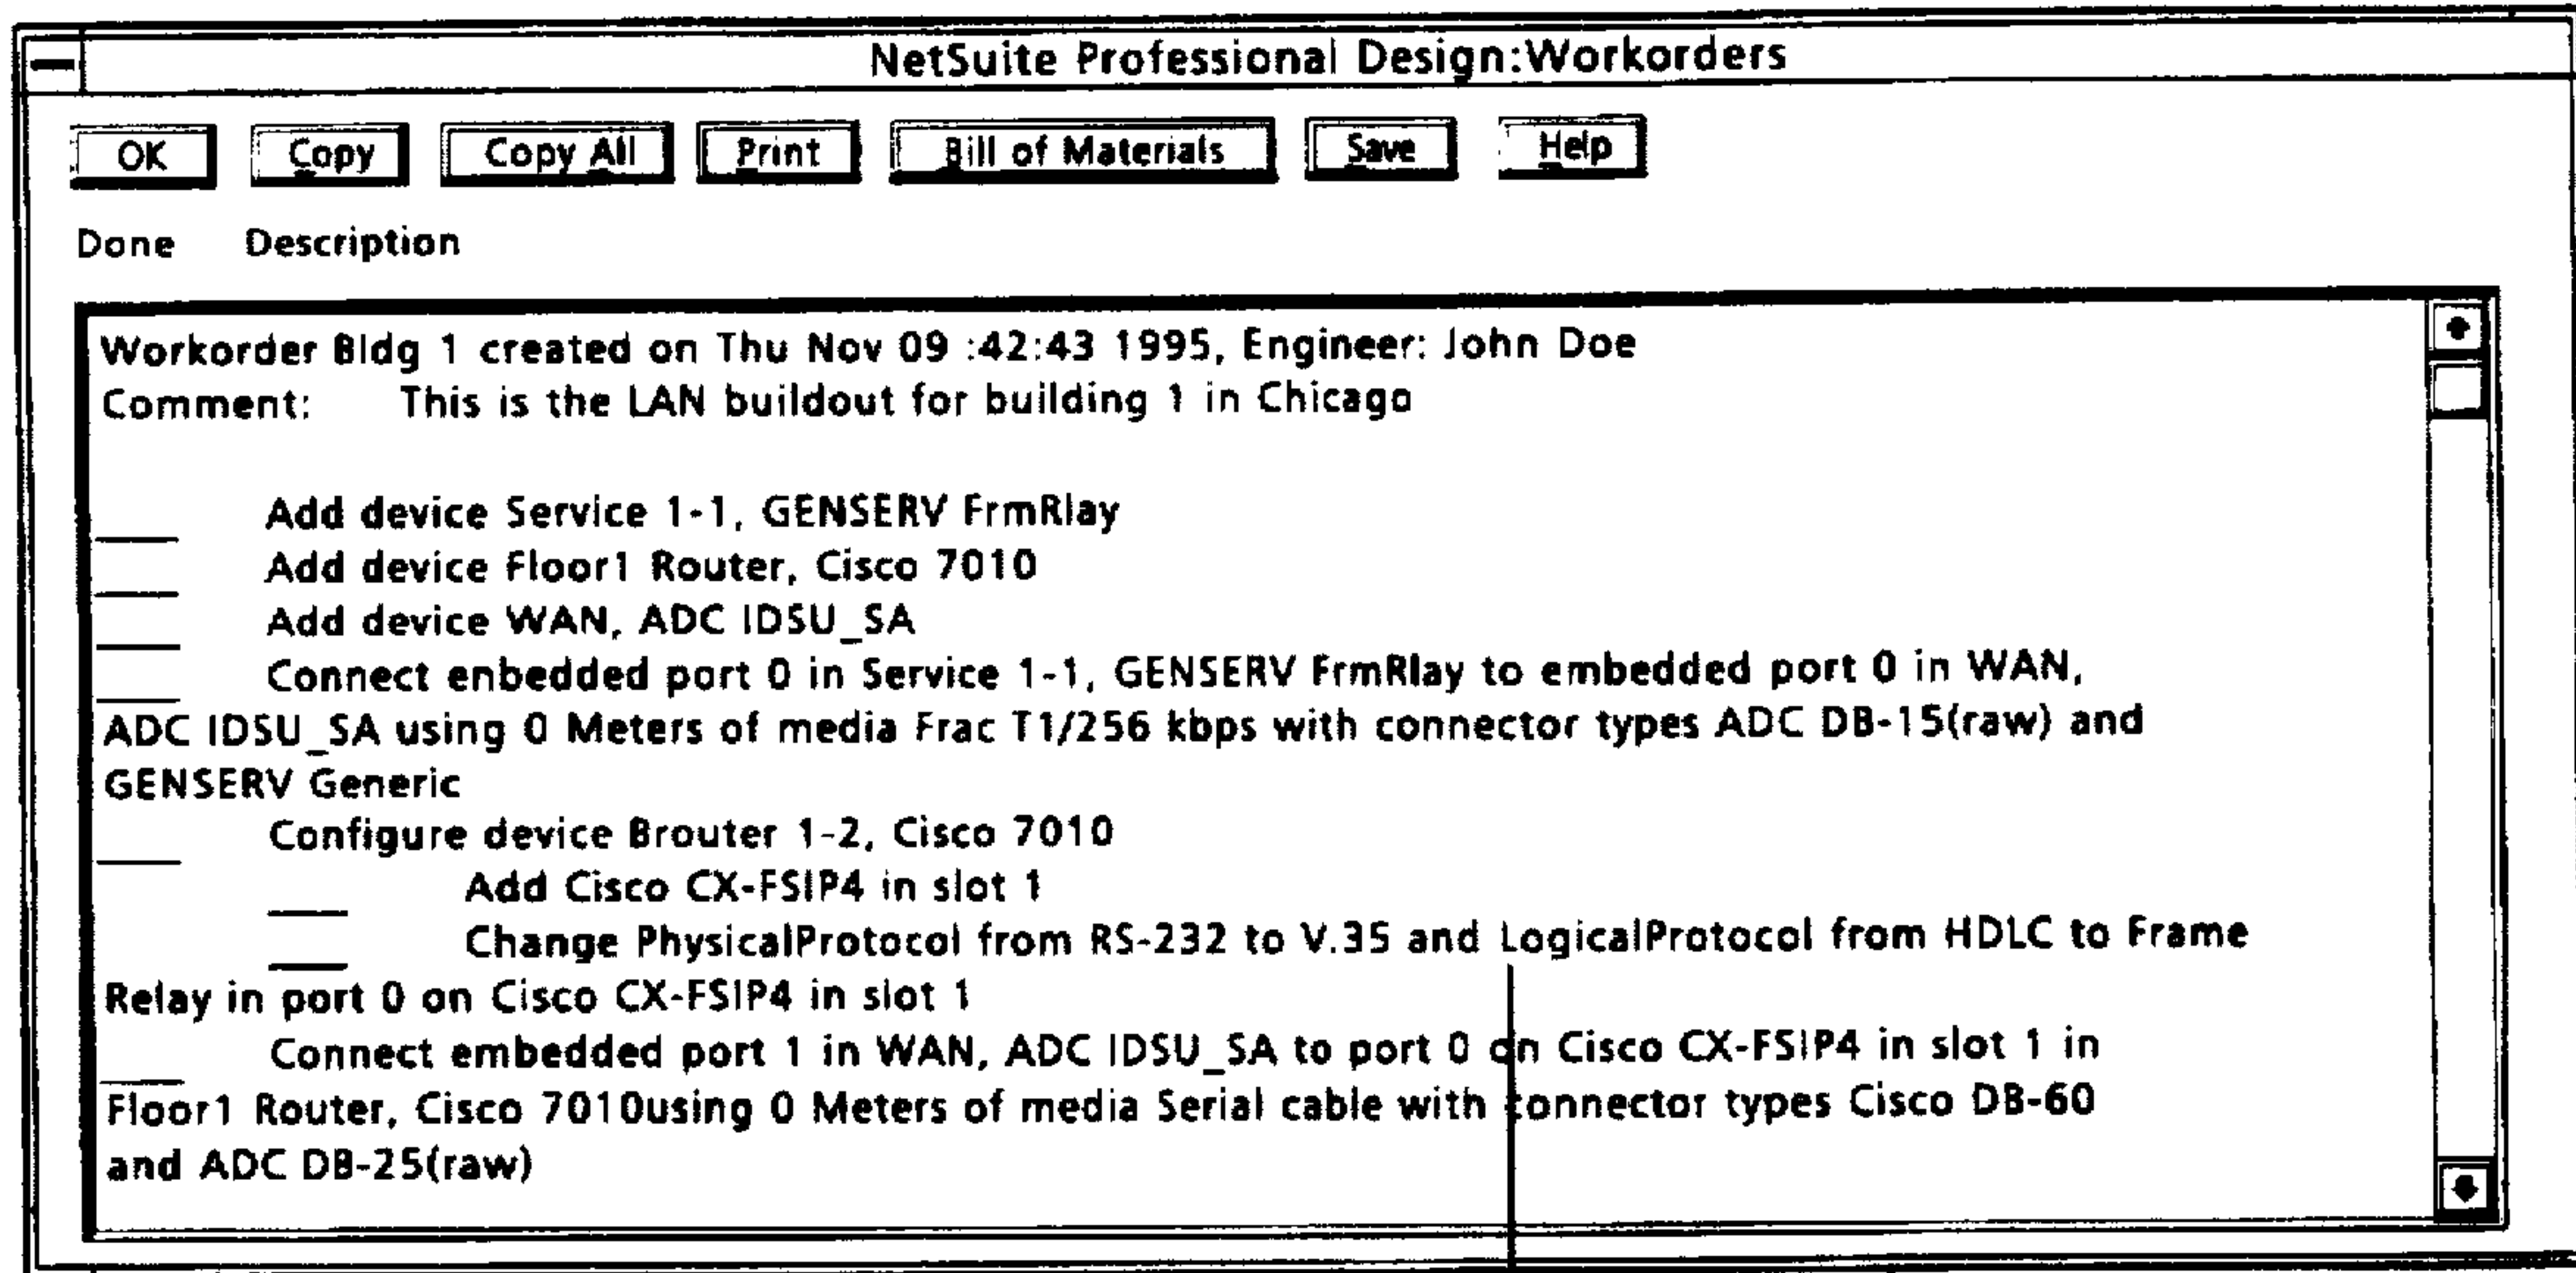 NetSuite Professional Design:Workorders
OK Copy Copy All Print Bill of Materials Save Help
Done Description
Workorder Bldg 1 created on Thu Nov 09 :42:43 1995, Engineer: John Doe
Comment: This is the LAN buildout for building 1 in Chicago
___ Add device Service 1-1, GENSERV FrmRlay
___ Add device Floor1 Router, Cisco 7010
___ Add device WAN, ADC IDSU_SA
___ Connect enbedded port 0 in Service 1-1, GENSERV FrmRlay to embedded port 0 in WAN,
ADC IDSU_SA using 0 Meters of media Frac T1/256 kbps with connector types ADC DB-15(raw) and
GENSERV Generic
___ Configure device Brouter 1-2, Cisco 7010
___ Add Cisco CX-FSIP4 in slot 1
___ Change PhysicalProtocol from RS-232 to V.35 and LogicalProtocol from HDLC to Frame
Relay in port 0 on Cisco CX-FSIP4 in slot 1
___ Connect embedded port 1 in WAN, ADC IDSU_SA to port 0 on Cisco CX-FSIP4 in slot 1 in
Floor1 Router, Cisco 7010using 0 Meters of media Serial cable with connector types Cisco DB-60
and ADC DB-25(raw)